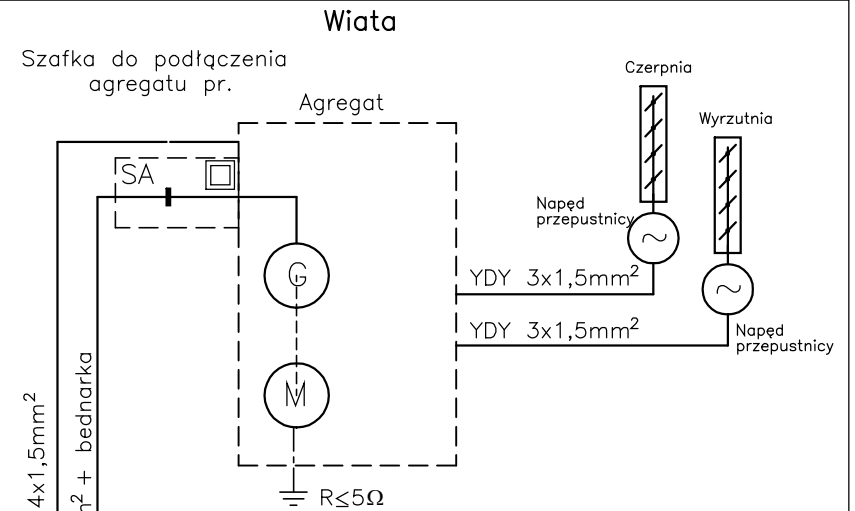 Wiata
Szafka do podłączenia
agregatu pr.
Agregat
Czerpnia
Wyrzutnia
SA
Napęd
przepustnicy
G
YDY 3x1,5mm²
YDY 3x1,5mm²
Napęd
przepustnicy
M
R≤5Ω
4x1,5mm²
m² + bednarka